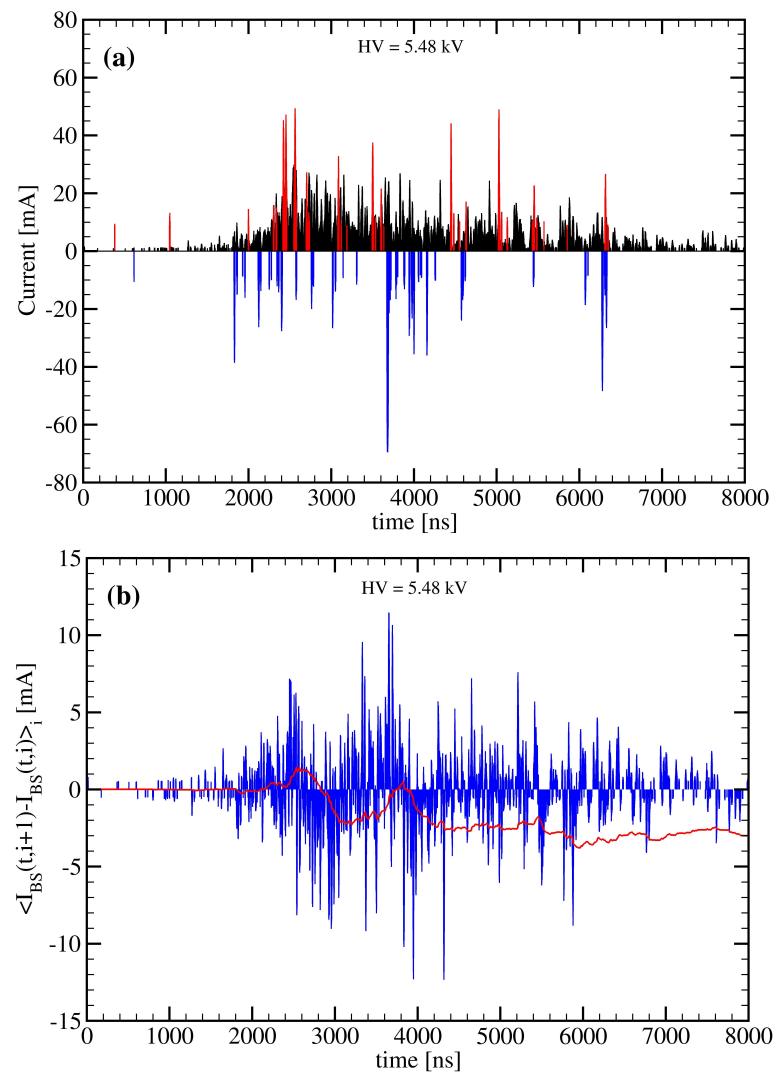 (a)
HV = 5.48 kV
80
60
40
20
0
-20
-40
-60
-80
Current [mA]
0 1000 2000 3000 4000 5000 6000 7000 8000
time [ns]
(b)
HV = 5.48 kV
15
10
5
0
-5
-10
-15
<I_BS(t,i+1)-I_BS(t,i)>_i [mA]
0 1000 2000 3000 4000 5000 6000 7000 8000
time [ns]